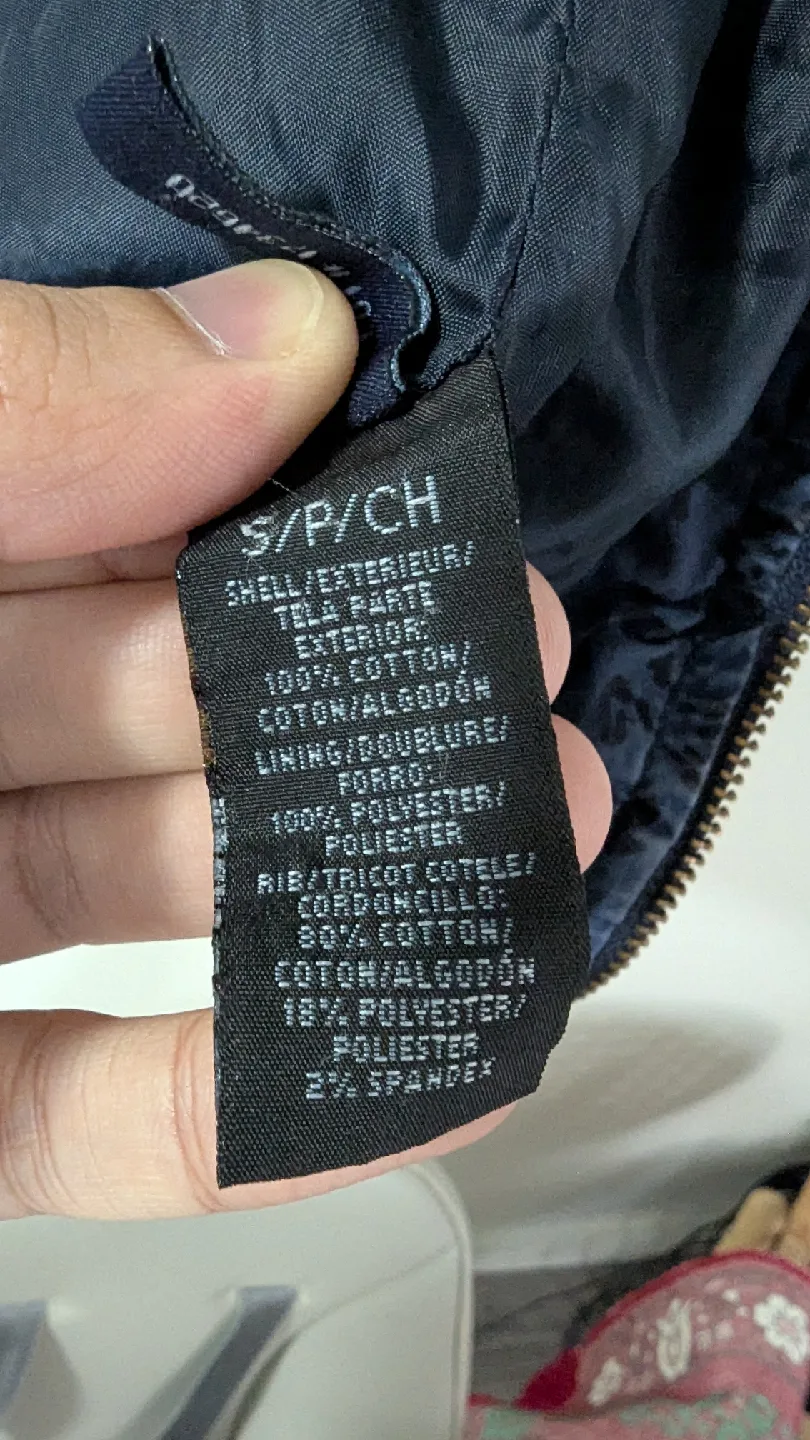 S/P/CH
SHELL/EXTERIEUR/
TELA PARTE
EXTERIOR:
100% COTTON/
COTON/ALGODÓN
LINING/DOUBLURE/
FORRO:
100% POLYESTER/
POLIESTER
RIB/TRICOT COTELE/
CORDONCILLO:
80% COTTON/
COTON/ALGODÓN
18% POLYESTER/
POLIESTER
2% SPANDEX